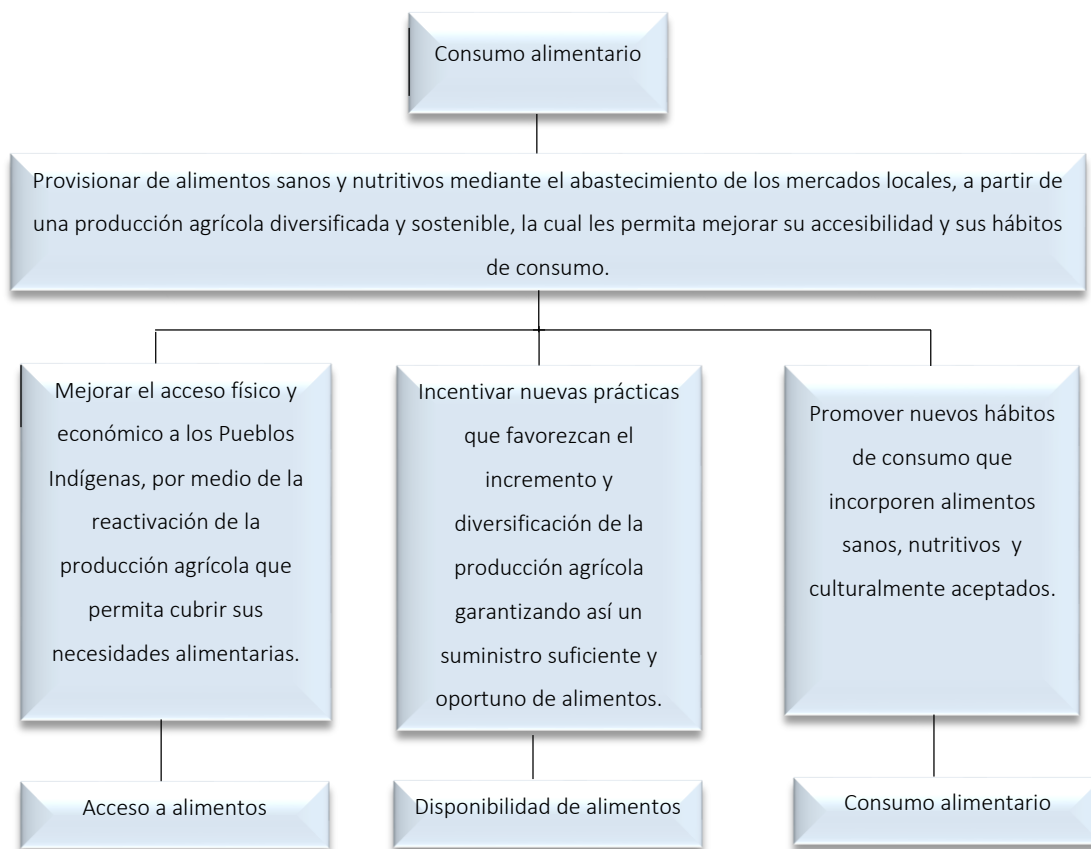 Consumo alimentario
Provisionar de alimentos sanos y nutritivos mediante el abastecimiento de los mercados locales, a partir de
una producción agrícola diversificada y sostenible, la cual les permita mejorar su accesibilidad y sus hábitos
de consumo.
Mejorar el acceso físico y
económico a los Pueblos
Indígenas, por medio de la
reactivación de la
producción agrícola que
permita cubrir sus
necesidades alimentarias.
Incentivar nuevas prácticas
que favorezcan el
incremento y
diversificación de la
producción agrícola
garantizando así un
suministro suficiente y
oportuno de alimentos.
Promover nuevos hábitos
de consumo que
incorporen alimentos
sanos, nutritivos y
culturalmente aceptados.
Acceso a alimentos
Disponibilidad de alimentos
Consumo alimentario